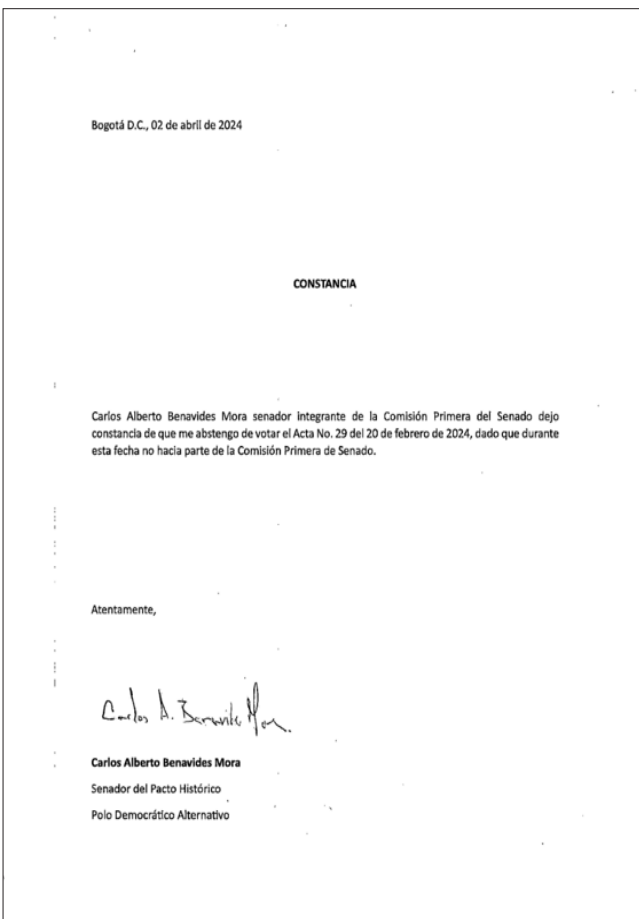 Bogotá D.C., 02 de abril de 2024
CONSTANCIA
Carlos Alberto Benavides Mora senador integrante de la Comisión Primera del Senado dejo
constancia de que me abstengo de votar el Acta No. 29 del 20 de febrero de 2024, dado que durante
esta fecha no hacia parte de la Comisión Primera de Senado.
Atentamente,
Carlos A. Benavides Mora.
Carlos Alberto Benavides Mora
Senador del Pacto Histórico
Polo Democrático Alternativo